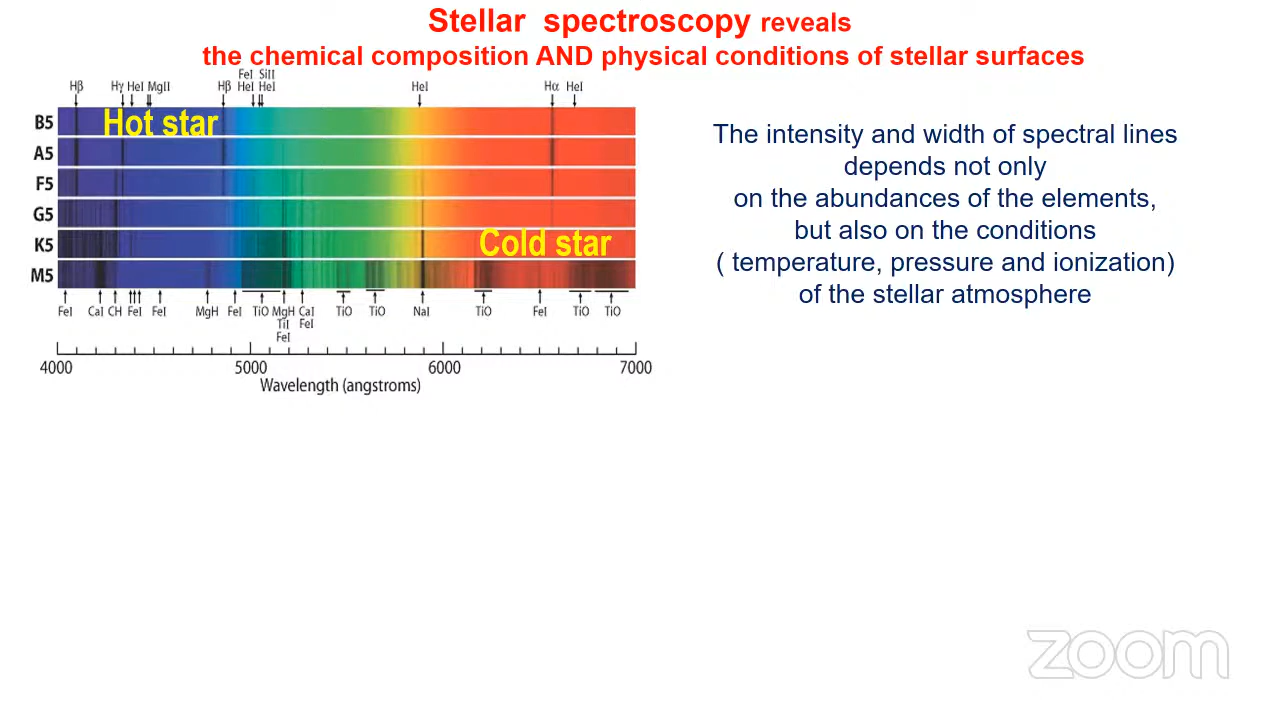 Stellar spectroscopy reveals
the chemical composition AND physical conditions of stellar surfaces
FeI SiII
Hβ Hγ HeI MgII Hβ HeI HeI HeI Hα HeI
B5 Hot star
A5
F5
G5
K5 Cold star
M5
FeI CaI CH FeI FeI MgH FeI TiO MgH CaI TiO TiO NaI TiO FeI TiO TiO
TiI FeI
FeI
4000 5000 6000 7000
Wavelength (angstroms)
The intensity and width of spectral lines
depends not only
on the abundances of the elements,
but also on the conditions
( temperature, pressure and ionization)
of the stellar atmosphere
zoom